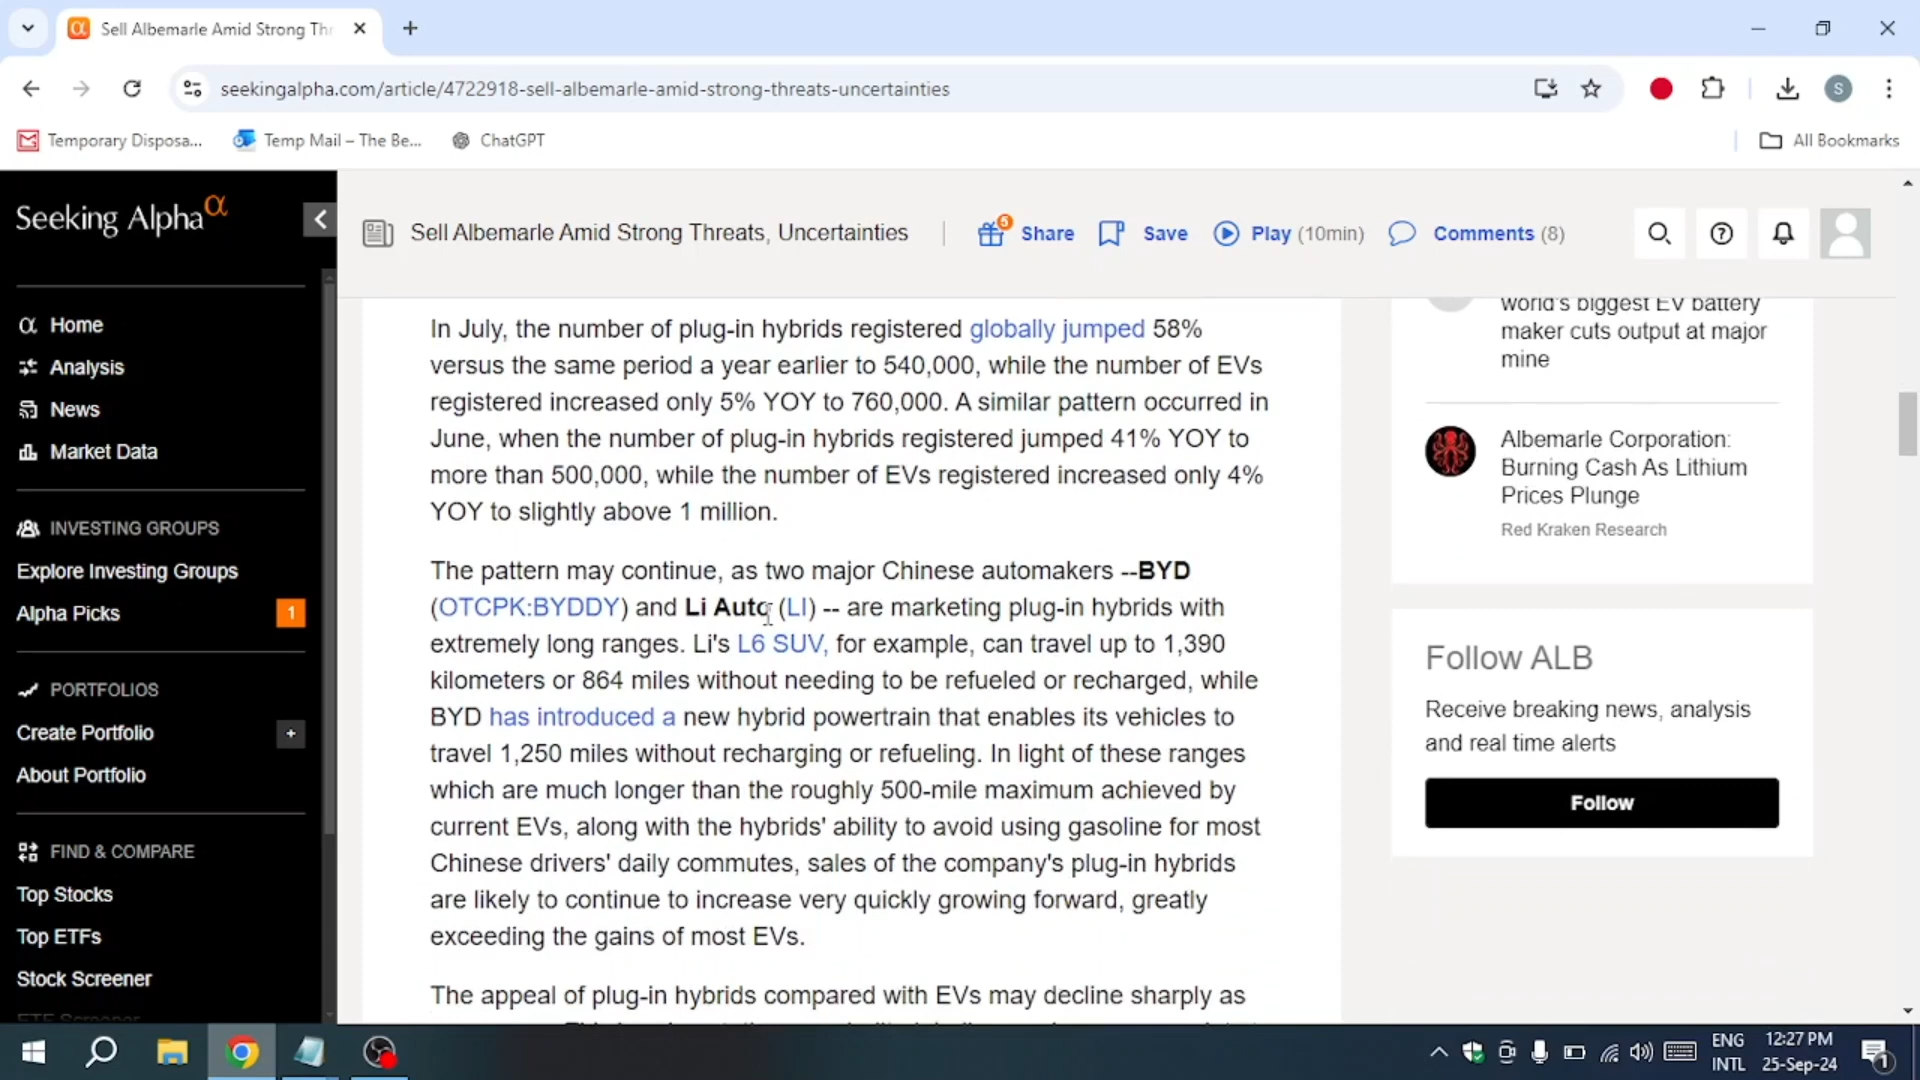 Sell Albemarle Amid Strong Thr
seekingalpha.com/article/4722918-sell-albemarle-amid-strong-threats-uncertainties
S
Temporary Disposa...
Temp Mail – The Be...
ChatGPT
All Bookmarks
Seeking Alpha α
Home
Analysis
News
Market Data
INVESTING GROUPS
Explore Investing Groups
Alpha Picks
1
PORTFOLIOS
Create Portfolio
+
About Portfolio
FIND & COMPARE
Top Stocks
Top ETFs
Stock Screener
ETF Screener
Sell Albemarle Amid Strong Threats, Uncertainties
5
Share
Save
Play (10min)
Comments (8)
In July, the number of plug-in hybrids registered globally jumped 58%
versus the same period a year earlier to 540,000, while the number of EVs
registered increased only 5% YOY to 760,000. A similar pattern occurred in
June, when the number of plug-in hybrids registered jumped 41% YOY to
more than 500,000, while the number of EVs registered increased only 4%
YOY to slightly above 1 million.
The pattern may continue, as two major Chinese automakers --BYD
(OTCPK:BYDDY) and Li Auto (LI) -- are marketing plug-in hybrids with
extremely long ranges. Li's L6 SUV, for example, can travel up to 1,390
kilometers or 864 miles without needing to be refueled or recharged, while
BYD has introduced a new hybrid powertrain that enables its vehicles to
travel 1,250 miles without recharging or refueling. In light of these ranges
which are much longer than the roughly 500-mile maximum achieved by
current EVs, along with the hybrids' ability to avoid using gasoline for most
Chinese drivers' daily commutes, sales of the company's plug-in hybrids
are likely to continue to increase very quickly growing forward, greatly
exceeding the gains of most EVs.
The appeal of plug-in hybrids compared with EVs may decline sharply as
world's biggest EV battery
maker cuts output at major
mine
Albemarle Corporation:
Burning Cash As Lithium
Prices Plunge
Red Kraken Research
Follow ALB
Receive breaking news, analysis
and real time alerts
Follow
ENG
INTL
12:27 PM
25-Sep-24
1